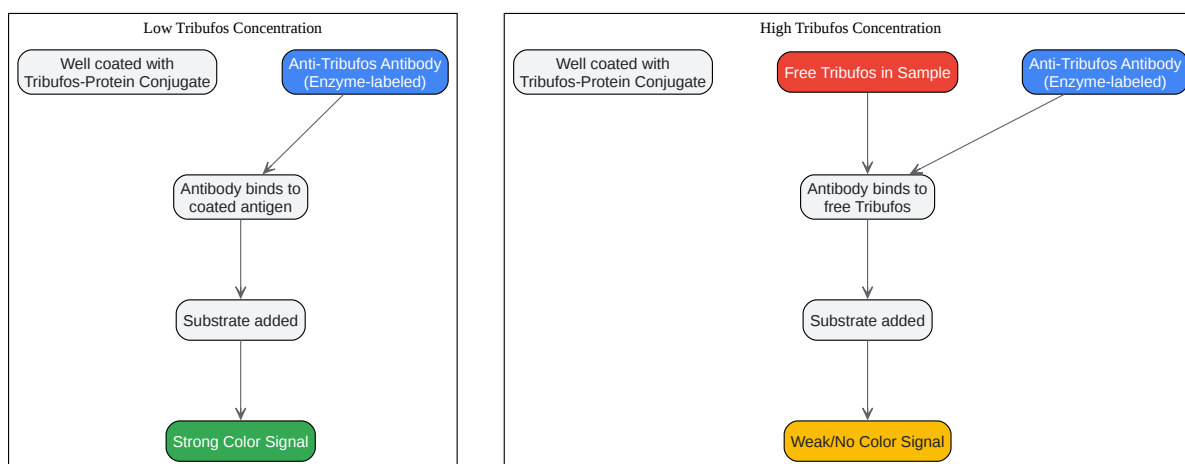 Low Tribufos Concentration
Well coated with
Tribufos-Protein Conjugate
Anti-Tribufos Antibody
(Enzyme-labeled)
Antibody binds to
coated antigen
Substrate added
Strong Color Signal
High Tribufos Concentration
Well coated with
Tribufos-Protein Conjugate
Free Tribufos in Sample
Anti-Tribufos Antibody
(Enzyme-labeled)
Antibody binds to
free Tribufos
Substrate added
Weak/No Color Signal